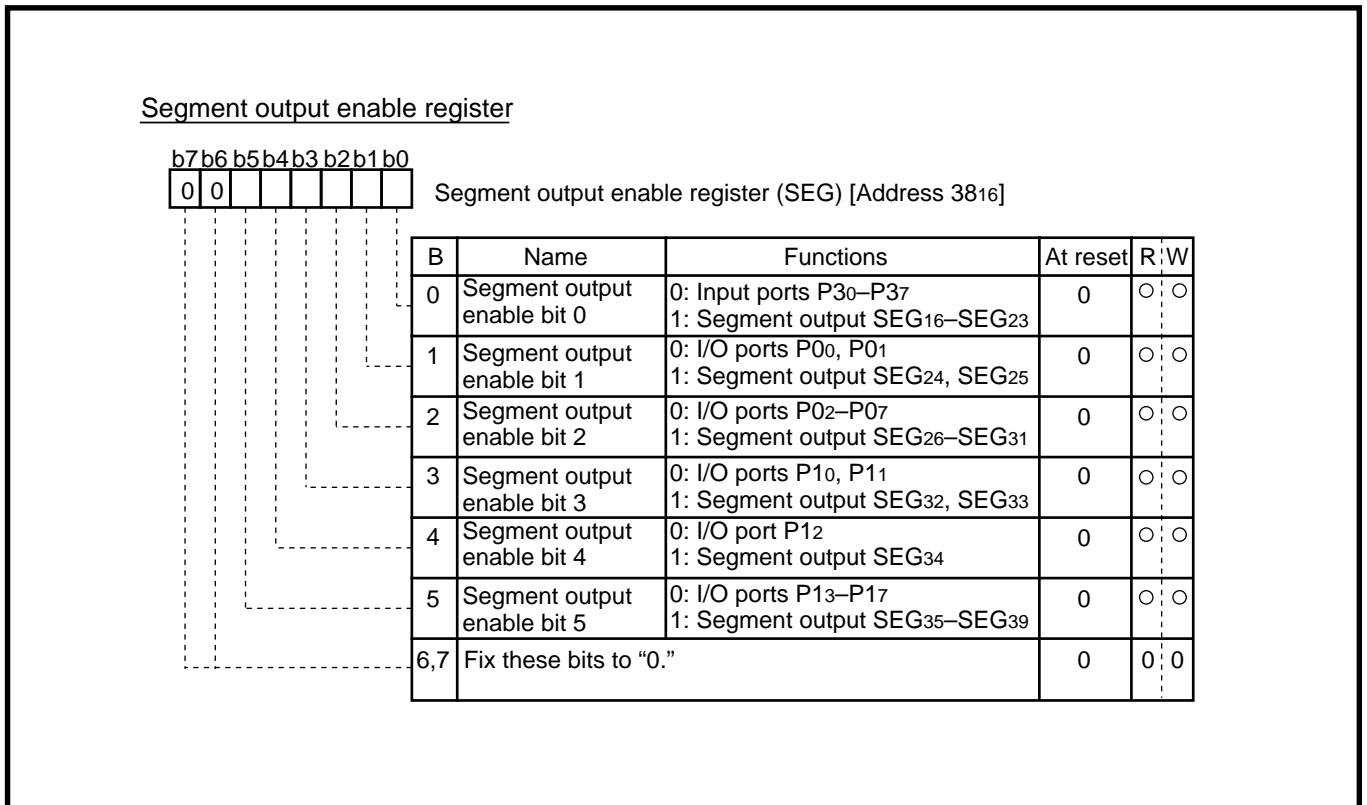 Segment output enable register
b7 b6 b5 b4 b3 b2 b1 b0
0 0
Segment output enable register (SEG) [Address 3816]
B Name Functions At reset R W
0 Segment output enable bit 0 0: Input ports P30–P37 0 ○ ○
1: Segment output SEG16–SEG23
1 Segment output enable bit 1 0: I/O ports P00, P01 0 ○ ○
1: Segment output SEG24, SEG25
2 Segment output enable bit 2 0: I/O ports P02–P07 0 ○ ○
1: Segment output SEG26–SEG31
3 Segment output enable bit 3 0: I/O ports P10, P11 0 ○ ○
1: Segment output SEG32, SEG33
4 Segment output enable bit 4 0: I/O port P12 0 ○ ○
1: Segment output SEG34
5 Segment output enable bit 5 0: I/O ports P13–P17 0 ○ ○
1: Segment output SEG35–SEG39
6,7 Fix these bits to “0.” 0 0 0